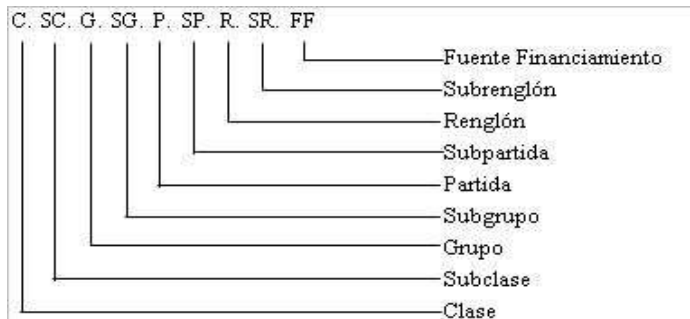 C. SC. G. SG. P. SP. R. SR. FF
Fuente Financiamiento
Subrenglón
Renglón
Subpartida
Partida
Subgrupo
Grupo
Subclase
Clase